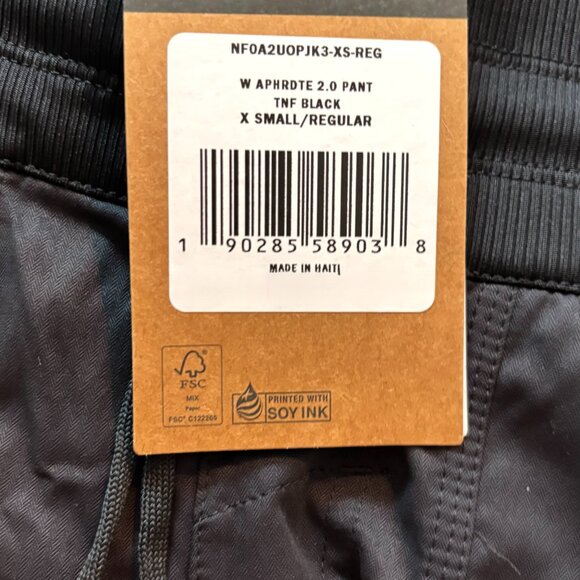 NF0A2UOPJK3-XS-REG
W APHRDTE 2.0 PANT
TNF BLACK
X SMALL/REGULAR
1 90285 58903 8
MADE IN HAITI
FSC
MIX
Paper
FSC® C122205
PRINTED WITH
SOY INK